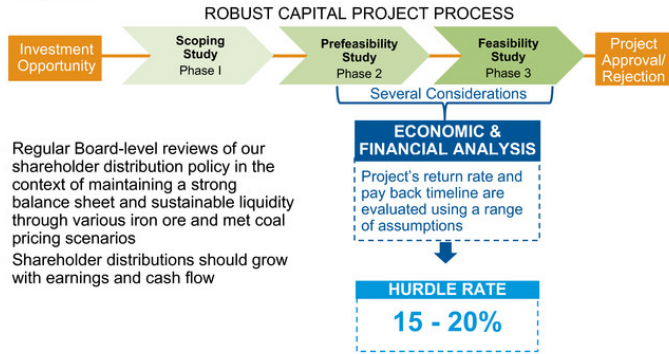 ROBUST CAPITAL PROJECT PROCESS
Investment
Opportunity
Scoping
Study
Phase I
Prefeasibility
Study
Phase 2
Feasibility
Study
Phase 3
Project
Approval/
Rejection
Several Considerations
ECONOMIC &
FINANCIAL ANALYSIS
Project's return rate and
pay back timeline are
evaluated using a range
of assumptions
HURDLE RATE
15 - 20%
Regular Board-level reviews of our
shareholder distribution policy in the
context of maintaining a strong
balance sheet and sustainable liquidity
through various iron ore and met coal
pricing scenarios
Shareholder distributions should grow
with earnings and cash flow